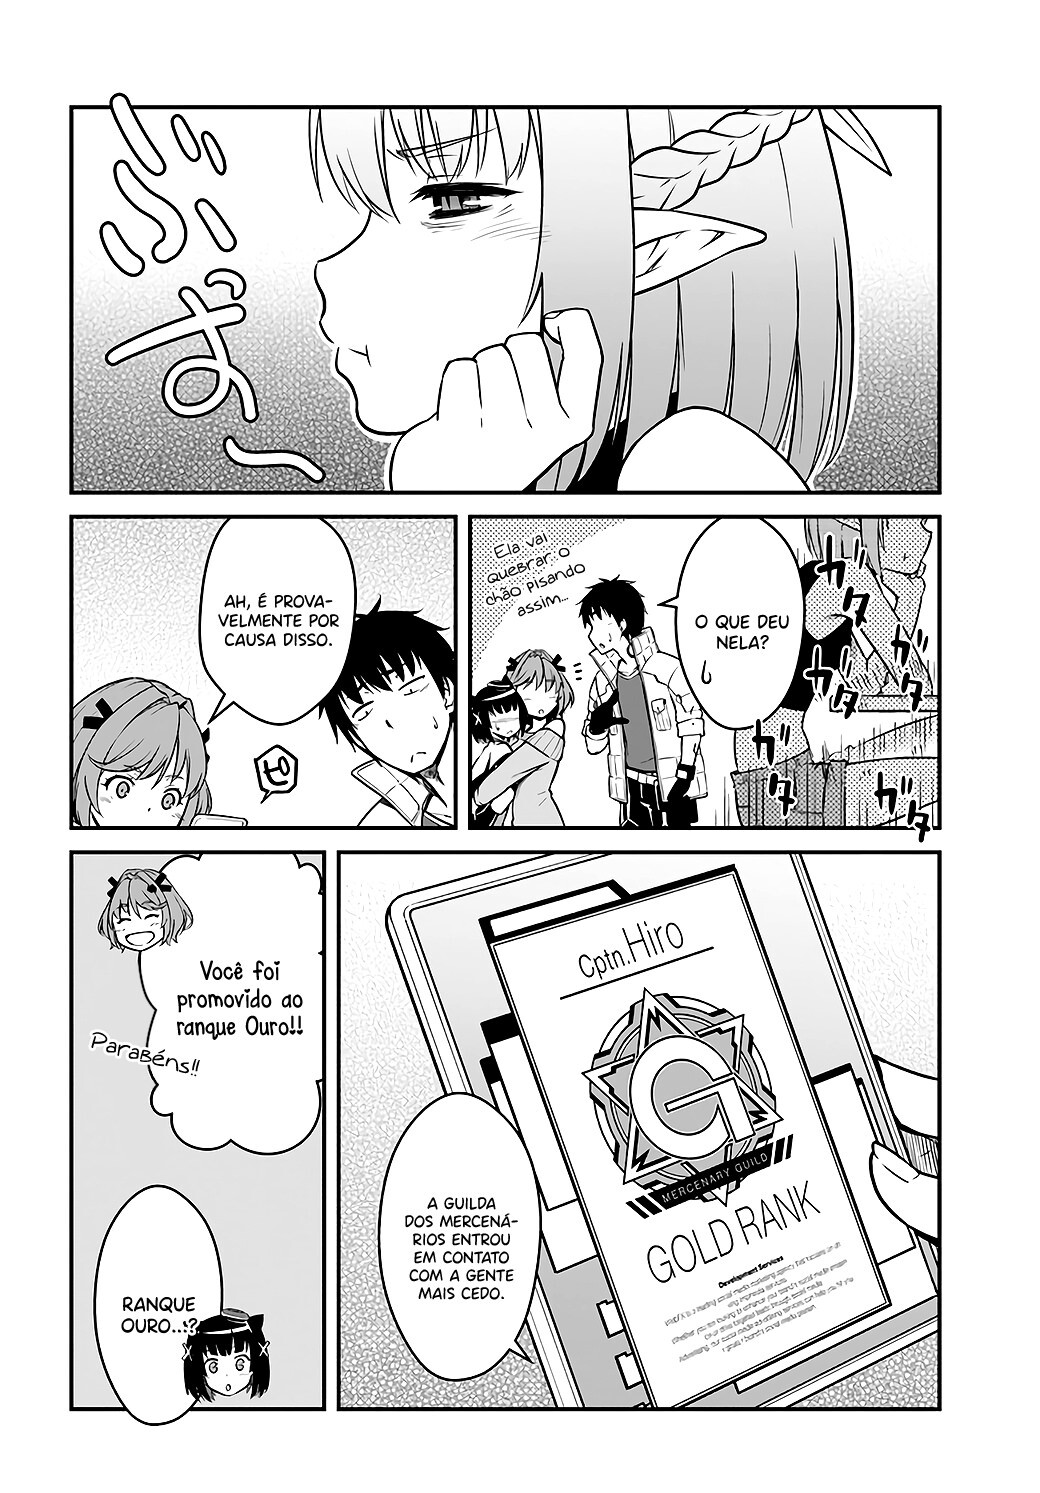 ぶっ
すー
O QUE DEU
NELA?
Ela vai
quebrar o
chão pisando
assim...
ガタ
ガタ
ガタ
ガタ
ガタ
AH, É PROVA-
VELMENTE POR
CAUSA DISSO.
ピロ
Cptn.Hiro
G
MERCENARY GUILD
GOLD RANK
Development Services
A GUILDA
DOS MERCENÁ-
RIOS ENTROU
EM CONTATO
COM A GENTE
MAIS CEDO.
Você foi
promovido ao
ranque Ouro!!
Parabéns!!
RANQUE
OURO...?